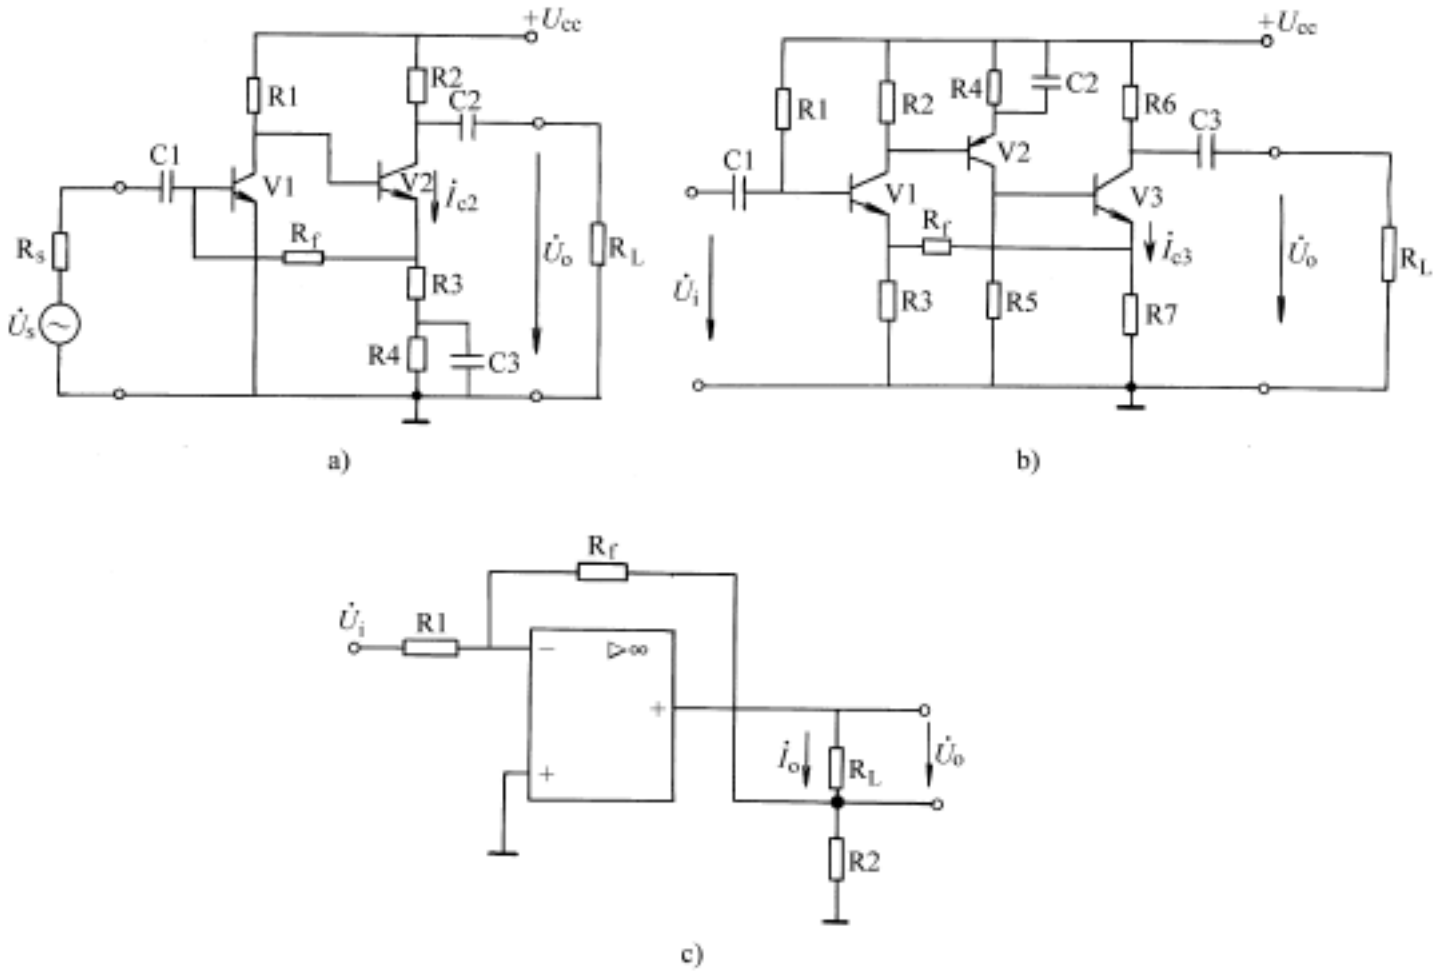 +U̇cc
R1
R2
C2
C1
V1
V2
İc2
Rf
Rs
U̇s
R3
R4
C3
U̇o
RL
a)
+Ucc
R1
R2
R4
C2
R6
C3
C1
V1
V2
V3
Rf
İc3
U̇i
R3
R5
R7
U̇o
RL
b)
Rf
U̇i
R1
− ▷∞
+
+
İo
RL
U̇o
R2
c)